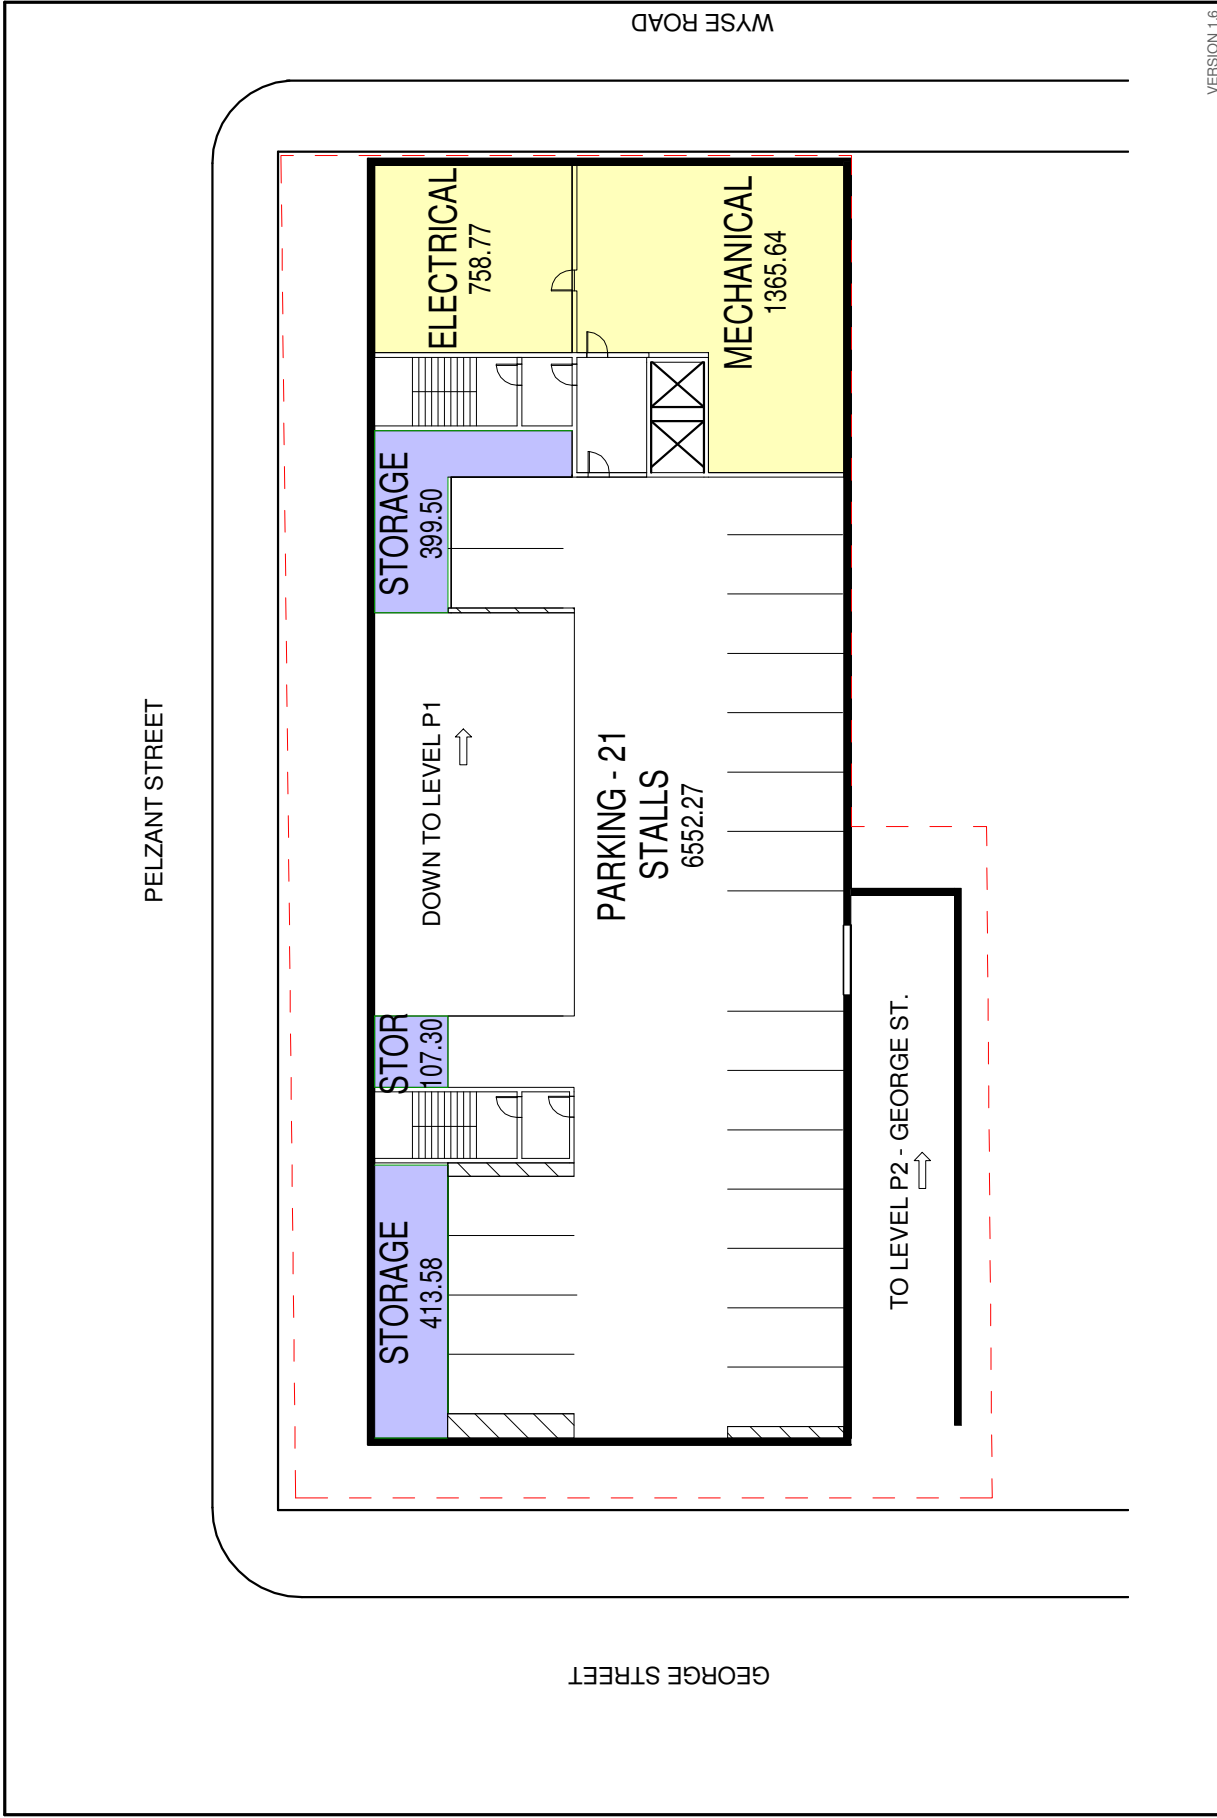 WYSE ROAD
VERSION 1.6
PELZANT STREET
ELECTRICAL
758.77
MECHANICAL
1365.64
STORAGE
399.50
DOWN TO LEVEL P1
PARKING - 21
STALLS
6552.27
STOR
107.30
STORAGE
413.58
TO LEVEL P2 - GEORGE ST.
GEORGE STREET